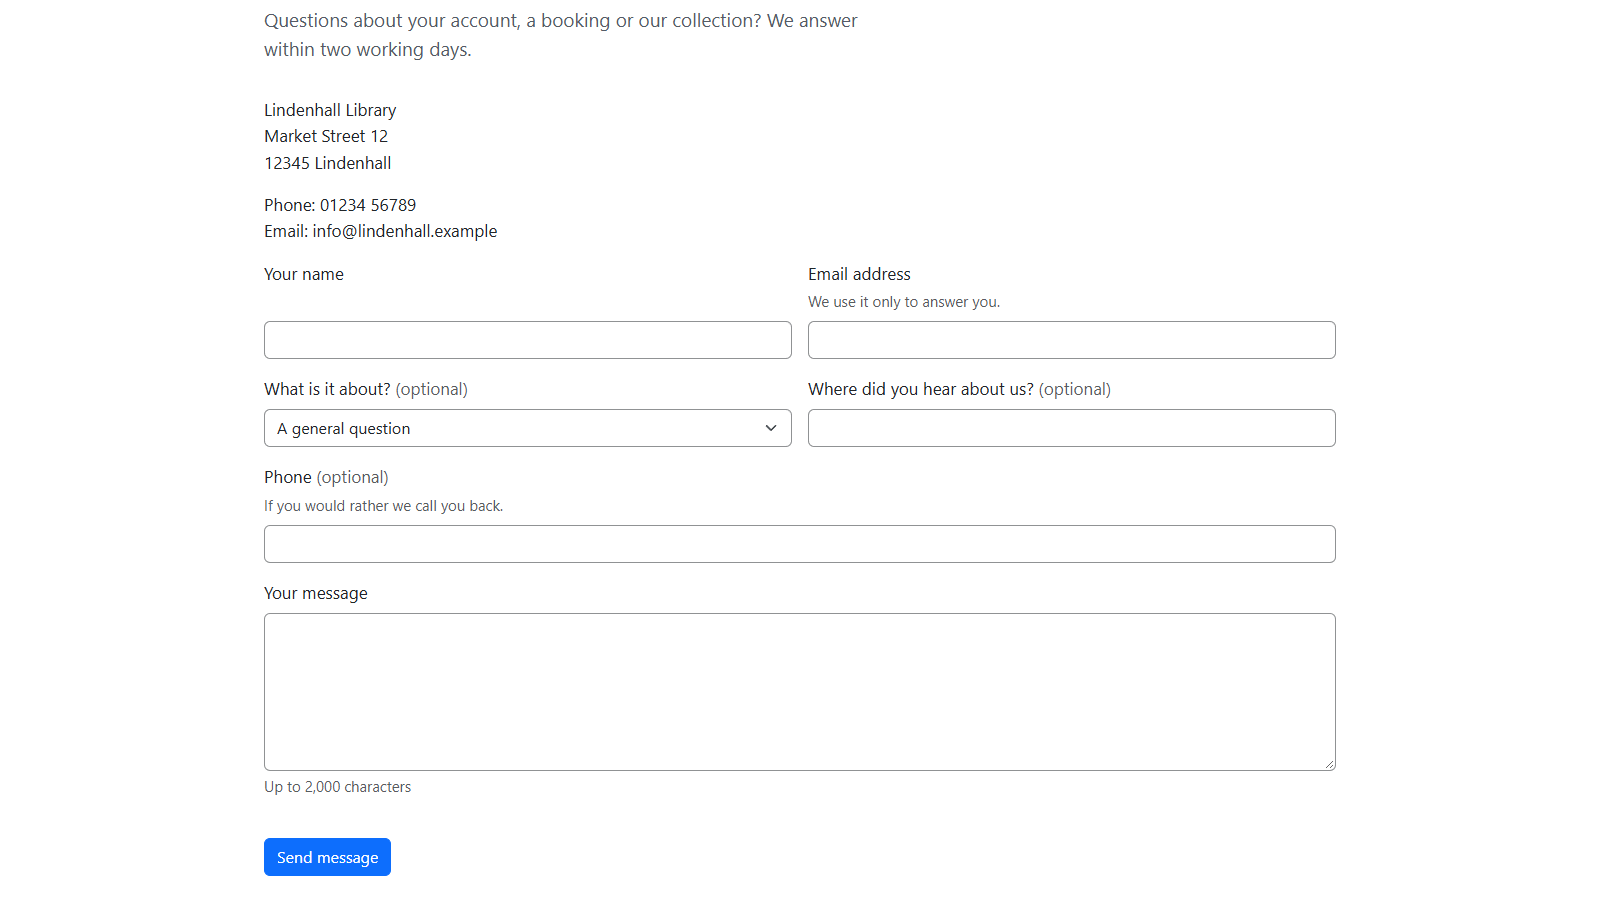 Questions about your account, a booking or our collection? We answer
within two working days.
Lindenhall Library
Market Street 12
12345 Lindenhall
Phone: 01234 56789
Email: info@lindenhall.example
Your name
Email address
We use it only to answer you.
What is it about? (optional)
A general question
Where did you hear about us? (optional)
Phone (optional)
If you would rather we call you back.
Your message
Up to 2,000 characters
Send message